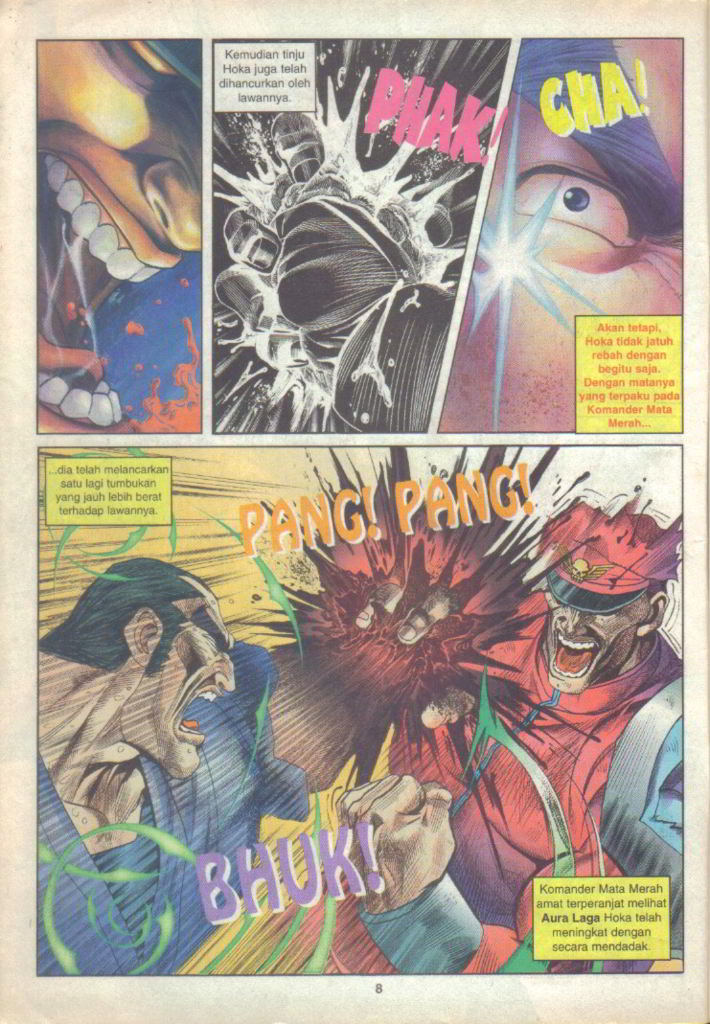 Kemudian tinju
Hoka juga telah
dihancurkan oleh
lawannya.
PHAK!
CHA!
Akan tetapi,
Hoka tidak jatuh
rebah dengan
begitu saja.
Dengan matanya
yang terpaku pada
Komander Mata
Merah...
...dia telah melancarkan
satu lagi tumbukan
yang jauh lebih berat
terhadap lawannya.
PANG! PANG!
BHUK!
Komander Mata Merah
amat terperanjat melihat
Aura Laga Hoka telah
meningkat dengan
secara mendadak.
8